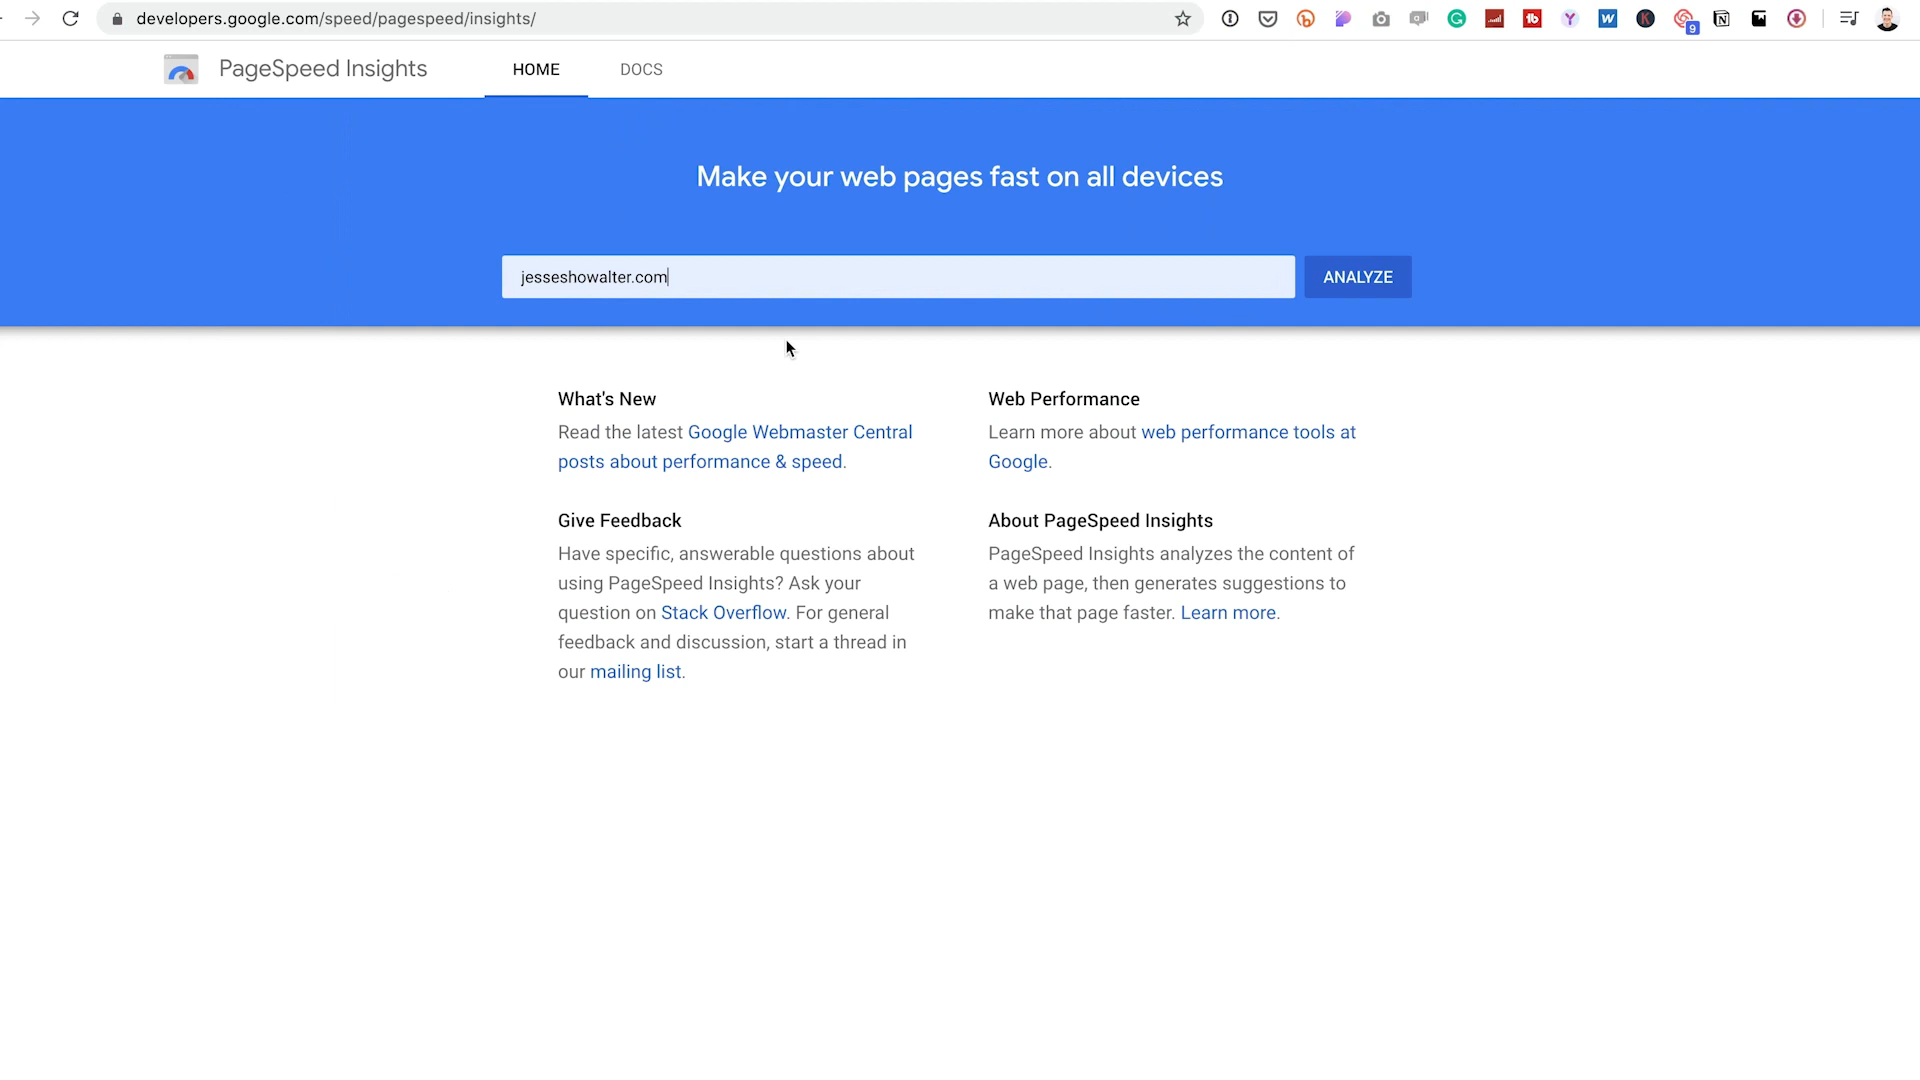 developers.google.com/speed/pagespeed/insights/
9
PageSpeed Insights
HOME
DOCS
Make your web pages fast on all devices
jesseshowalter.com
ANALYZE
What's New
Read the latest Google Webmaster Central
posts about performance & speed.
Web Performance
Learn more about web performance tools at
Google.
Give Feedback
Have specific, answerable questions about
using PageSpeed Insights? Ask your
question on Stack Overflow. For general
feedback and discussion, start a thread in
our mailing list.
About PageSpeed Insights
PageSpeed Insights analyzes the content of
a web page, then generates suggestions to
make that page faster. Learn more.